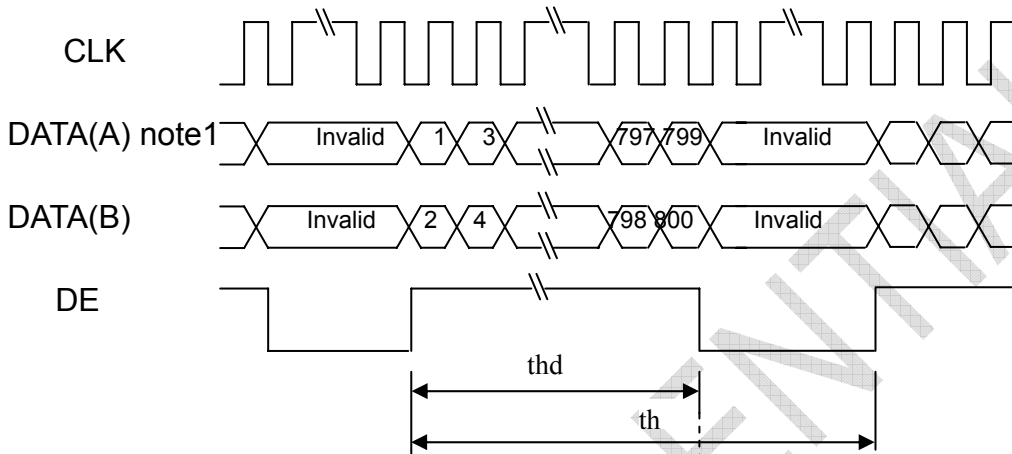 CLK
DATA(A) note1 Invalid 1 3 797 799 Invalid
DATA(B) Invalid 2 4 798 800 Invalid
DE
thd
th